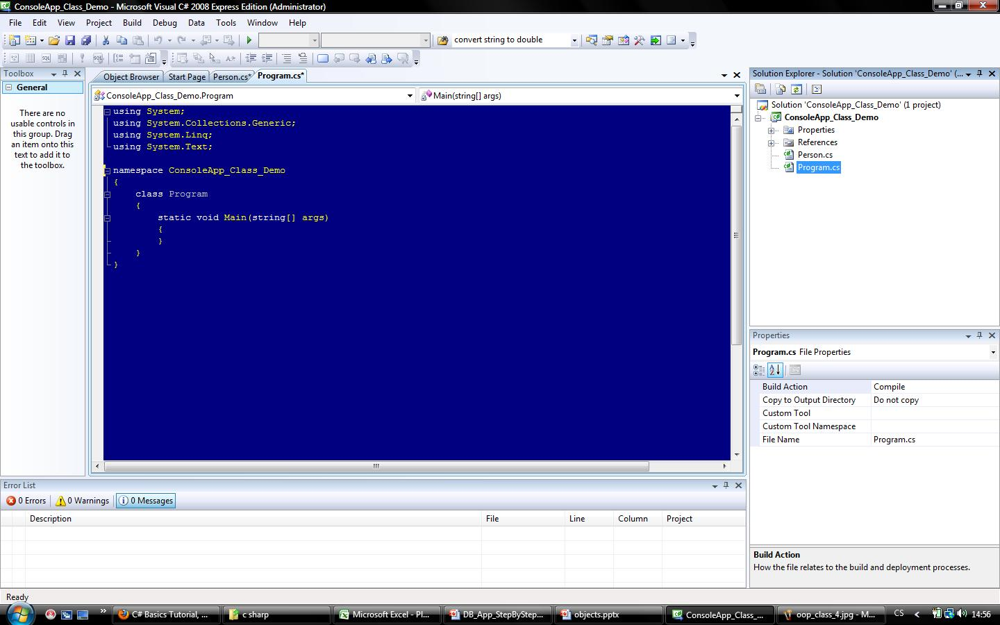 ConsoleApp_Class_Demo - Microsoft Visual C# 2008 Express Edition (Administrator)
File Edit View Project Build Debug Data Tools Window Help
convert string to double
Toolbox
General
There are no
usable controls in
this group. Drag
an item onto this
text to add it to
the toolbox.
Object Browser Start Page Person.cs* Program.cs*
ConsoleApp_Class_Demo.Program Main(string[] args)
using System;
using System.Collections.Generic;
using System.Linq;
using System.Text;
namespace ConsoleApp_Class_Demo
{
class Program
{
static void Main(string[] args)
{
}
}
}
Solution Explorer - Solution 'ConsoleApp_Class_Demo' (...
Solution 'ConsoleApp_Class_Demo' (1 project)
ConsoleApp_Class_Demo
Properties
References
Person.cs
Program.cs
Properties
Program.cs File Properties
Build Action Compile
Copy to Output Directory Do not copy
Custom Tool
Custom Tool Namespace
File Name Program.cs
Build Action
How the file relates to the build and deployment processes.
Error List
0 Errors 0 Warnings 0 Messages
Description File Line Column Project
Ready
C# Basics Tutorial, ... c sharp Microsoft Excel - Pl... DB_App_StepBySte­p... objects.pptx ConsoleApp_Class_... oop_class_4.jpg - M... CS 14:56